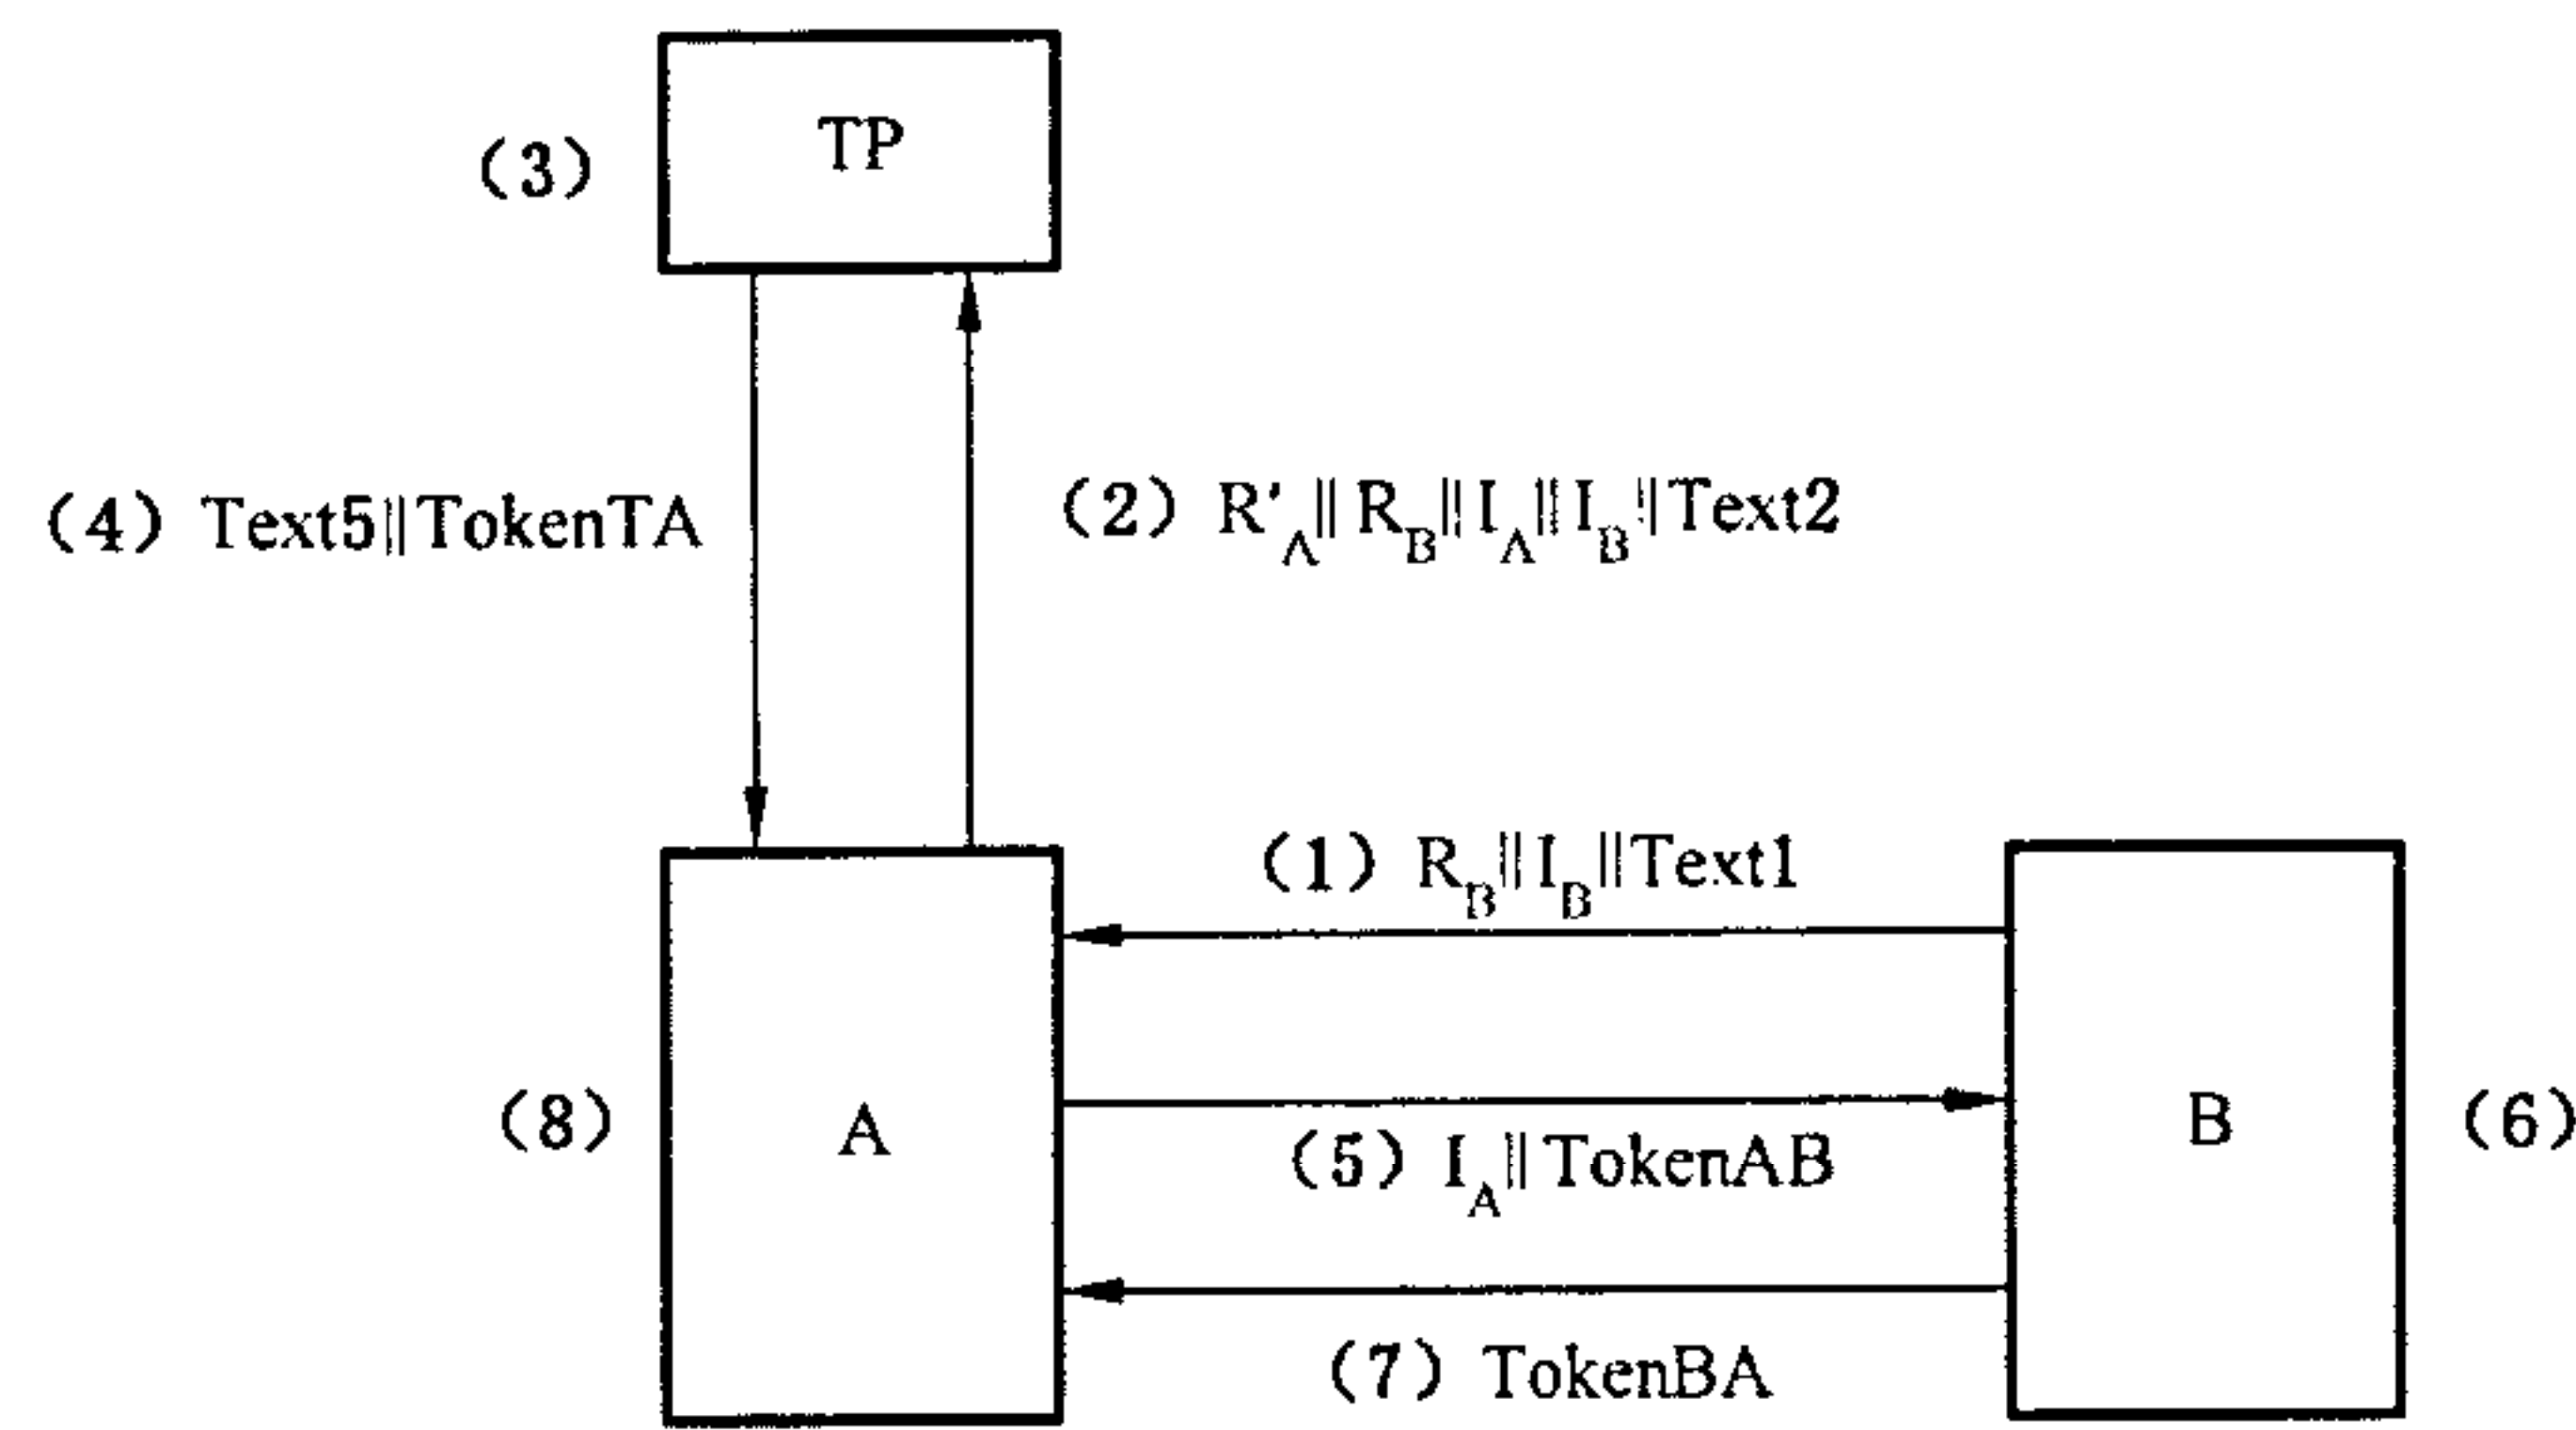 TP
（3）
（4）Text5||TokenTA
（2）R'A||RB||IA||IB||Text2
（1）RB||IB||Text1
（8）
A
B
（6）
（5）IA||TokenAB
（7）TokenBA